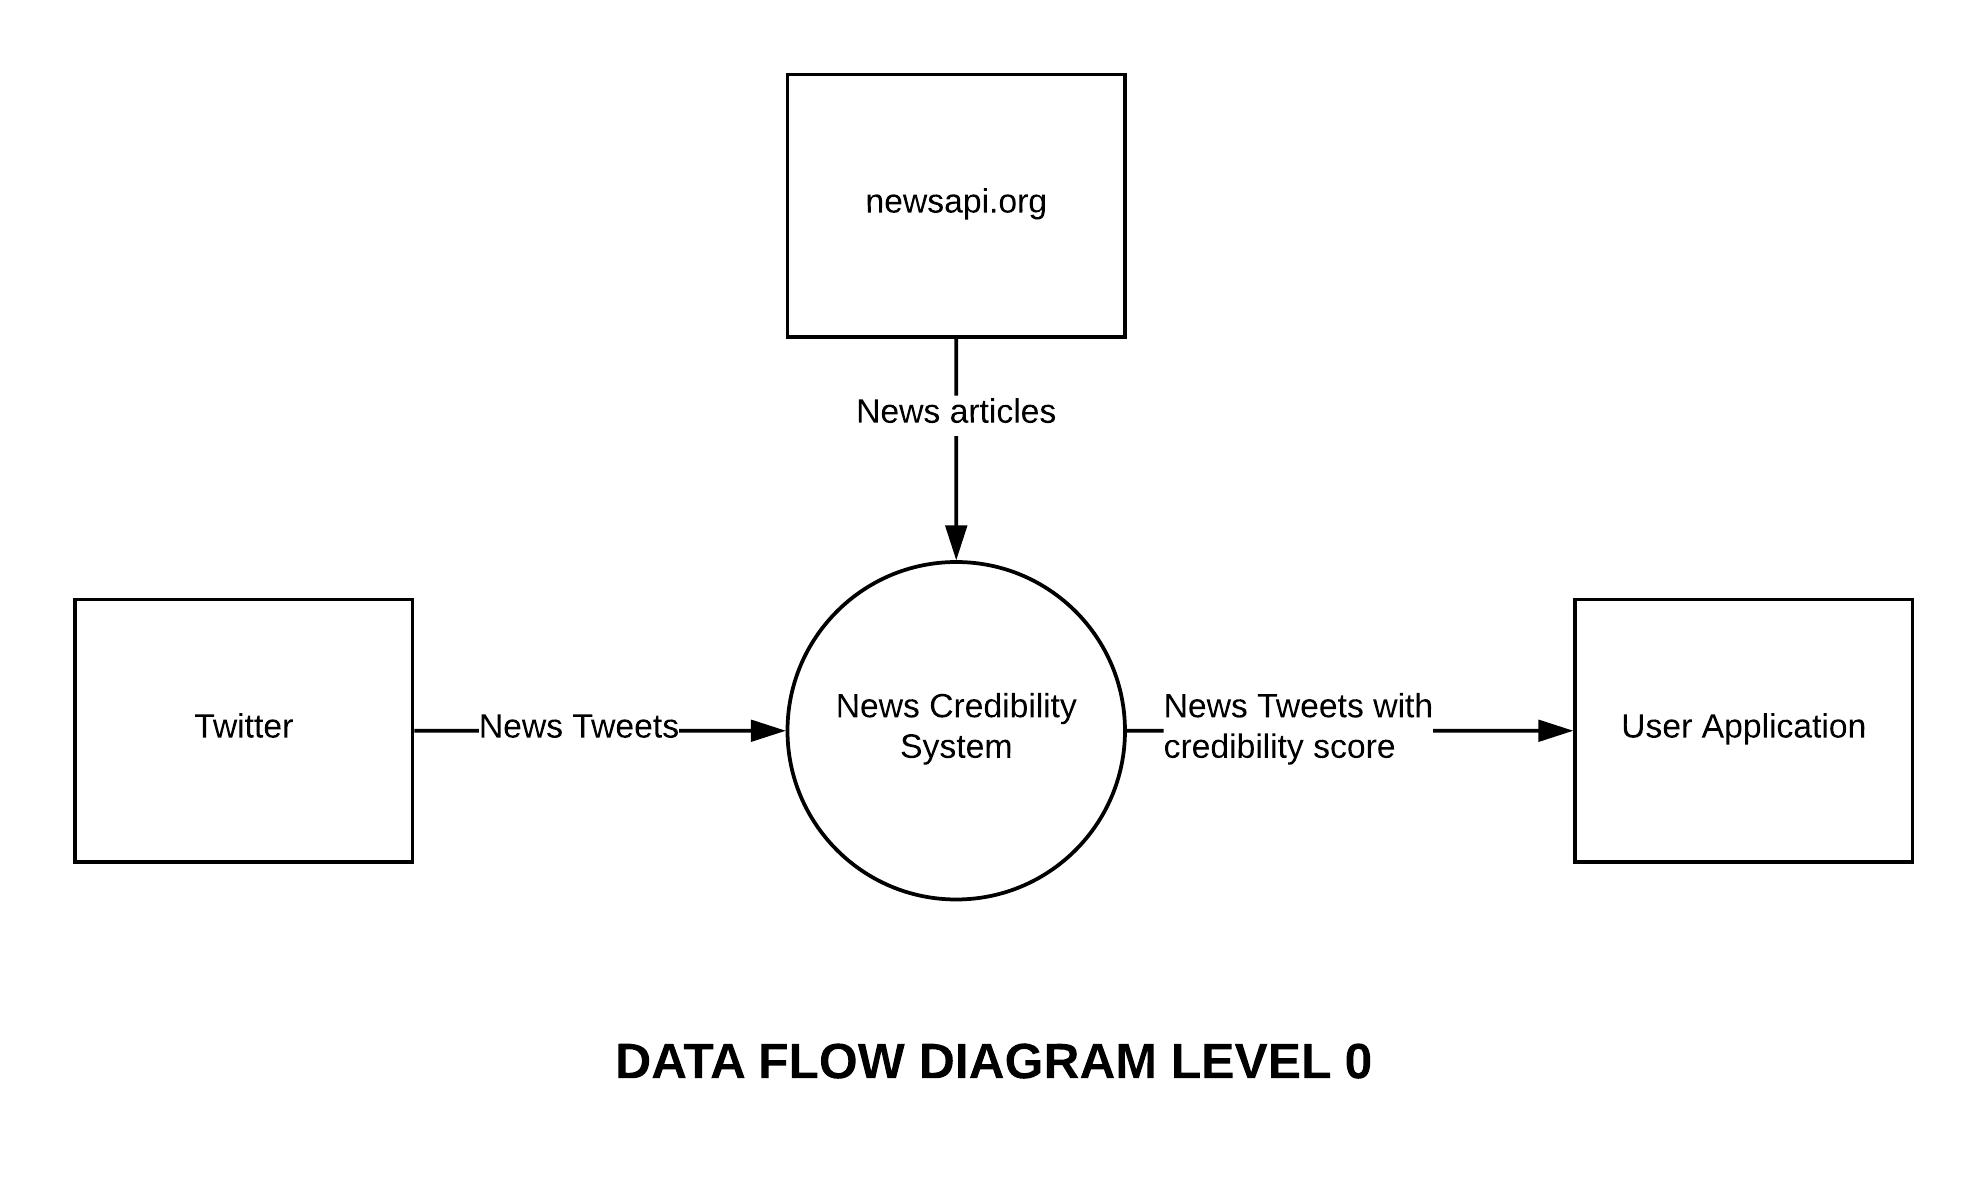 newsapi.org
News articles
Twitter
News Tweets
News Credibility
System
News Tweets with
credibility score
User Application
DATA FLOW DIAGRAM LEVEL 0